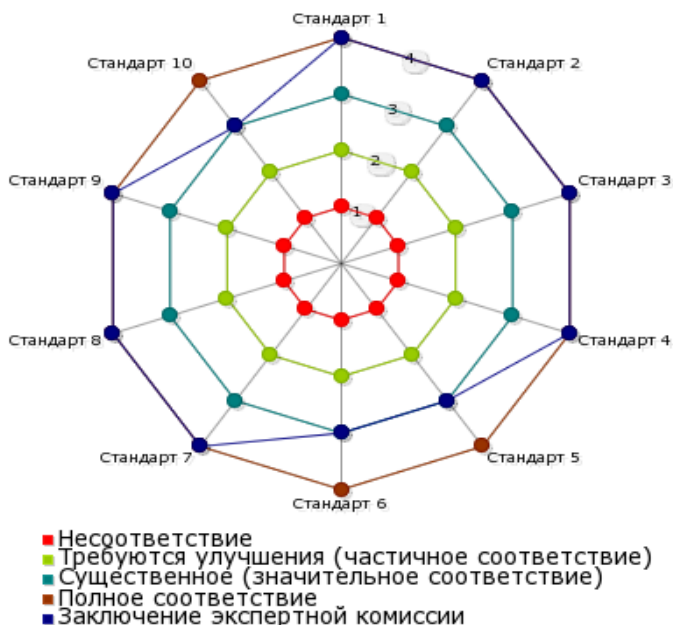 Стандарт 1
Стандарт 10
Стандарт 2
4
3
2
1
Стандарт 9
Стандарт 3
Стандарт 8
Стандарт 4
Стандарт 7
Стандарт 5
Стандарт 6
Несоответствие
Требуются улучшения (частичное соответствие)
Существенное (значительное соответствие)
Полное соответствие
Заключение экспертной комиссии